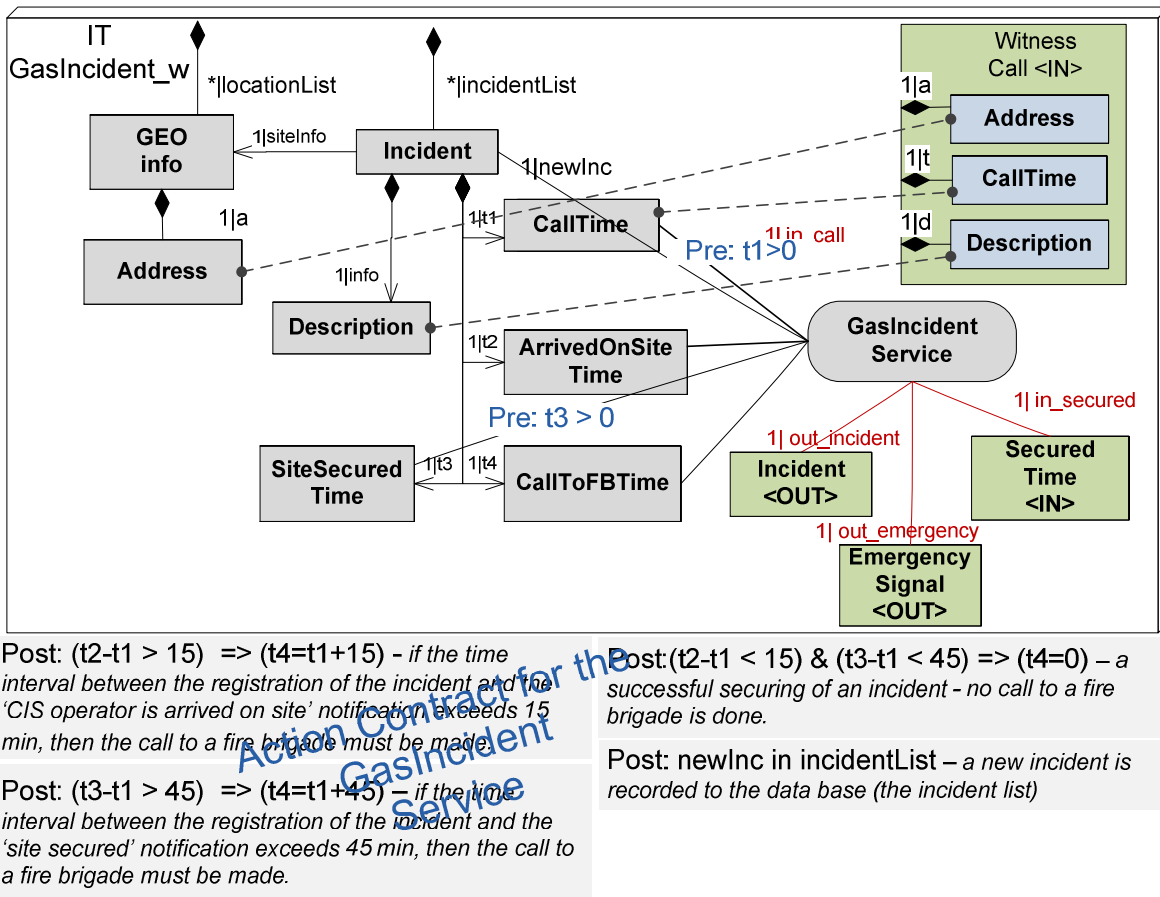 IT
GasIncident_w
*|locationList
*|incidentList
Witness
Call <IN>
1|a
Address
1|t
CallTime
1|d
Description
GEO
info
1|siteInfo
Incident
1|newInc
1|a
Address
1|t1
CallTime
1|in_call
Pre: t1>0
1|info
Description
1|t2
ArrivedOnSite
Time
GasIncident
Service
Pre: t3 > 0
1| in_secured
1| out_incident
SiteSecured
Time
1|t3
1|t4
CallToFBTime
Incident
<OUT>
Secured
Time
<IN>
1| out_emergency
Emergency
Signal
<OUT>
Post: (t2-t1 > 15) => (t4=t1+15) - if the time
interval between the registration of the incident and the
‘CIS operator is arrived on site’ notification exceeds 15
min, then the call to a fire brigade must be made.
Post: (t3-t1 > 45) => (t4=t1+45) – if the time
interval between the registration of the incident and the
‘site secured’ notification exceeds 45 min, then the call to
a fire brigade must be made.
Action Contract for the
GasIncident
Service
Post:(t2-t1 < 15) & (t3-t1 < 45) => (t4=0) – a
successful securing of an incident - no call to a fire
brigade is done.
Post: newInc in incidentList – a new incident is
recorded to the data base (the incident list)